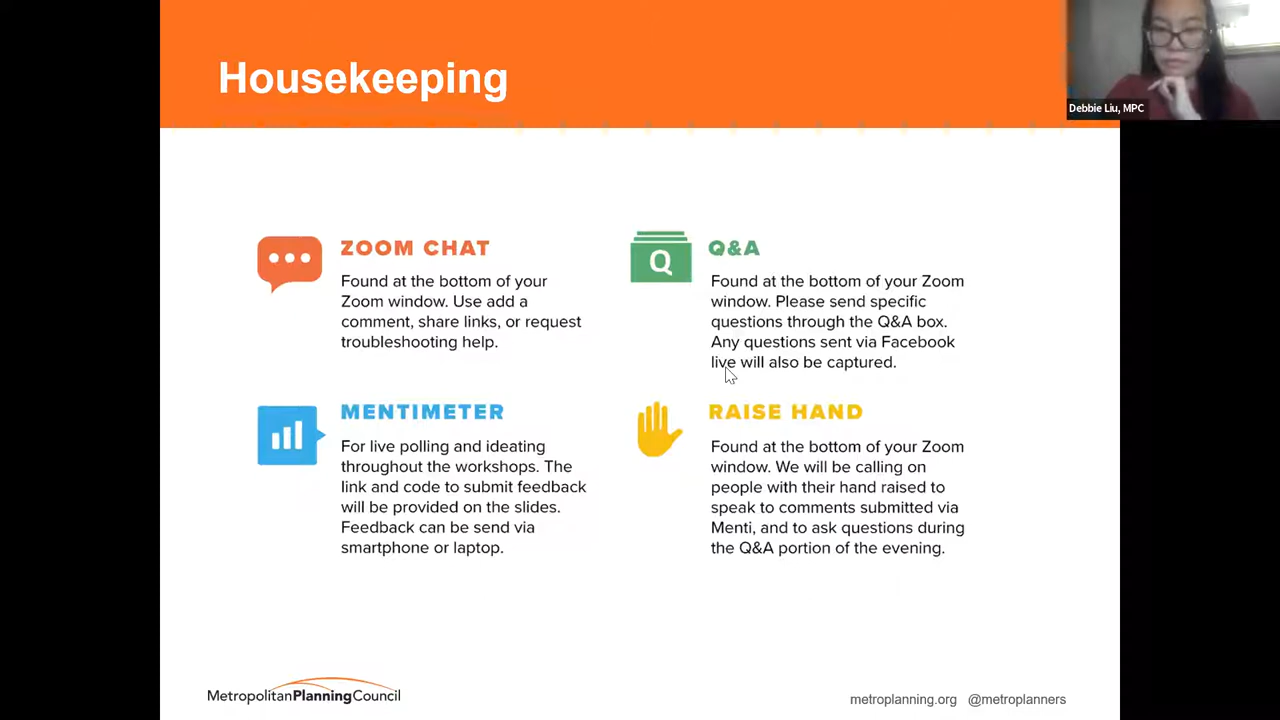 Housekeeping
Debbie Liu, MPC
ZOOM CHAT
Found at the bottom of your
Zoom window. Use add a
comment, share links, or request
troubleshooting help.
Q
Q&A
Found at the bottom of your Zoom
window. Please send specific
questions through the Q&A box.
Any questions sent via Facebook
live will also be captured.
MENTIMETER
For live polling and ideating
throughout the workshops. The
link and code to submit feedback
will be provided on the slides.
Feedback can be send via
smartphone or laptop.
RAISE HAND
Found at the bottom of your Zoom
window. We will be calling on
people with their hand raised to
speak to comments submitted via
Menti, and to ask questions during
the Q&A portion of the evening.
MetropolitanPlanningCouncil
metroplanning.org @metroplanners